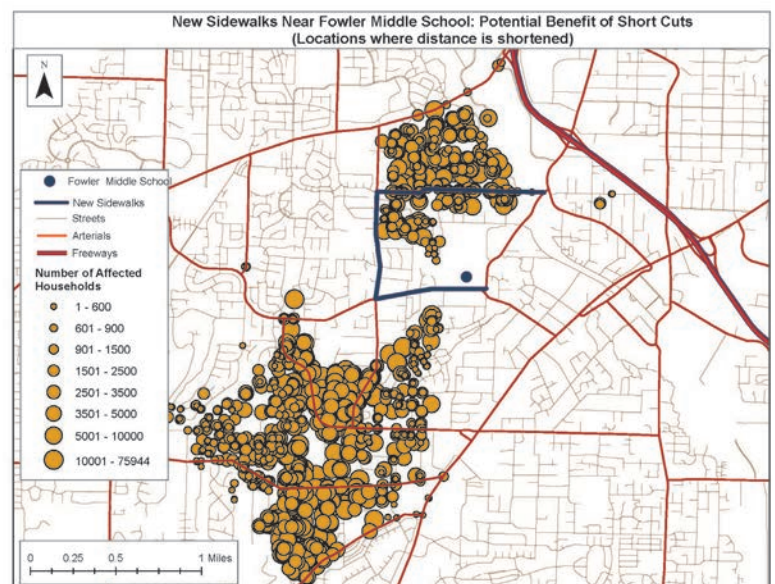 New Sidewalks Near Fowler Middle School: Potential Benefit of Short Cuts
(Locations where distance is shortened)
N
Fowler Middle School
New Sidewalks
Streets
Arterials
Freeways
Number of Affected
Households
1 - 600
601 - 900
901 - 1500
1501 - 2500
2501 - 3500
3501 - 5000
5001 - 10000
10001 - 75944
0 0.25 0.5 1 Miles